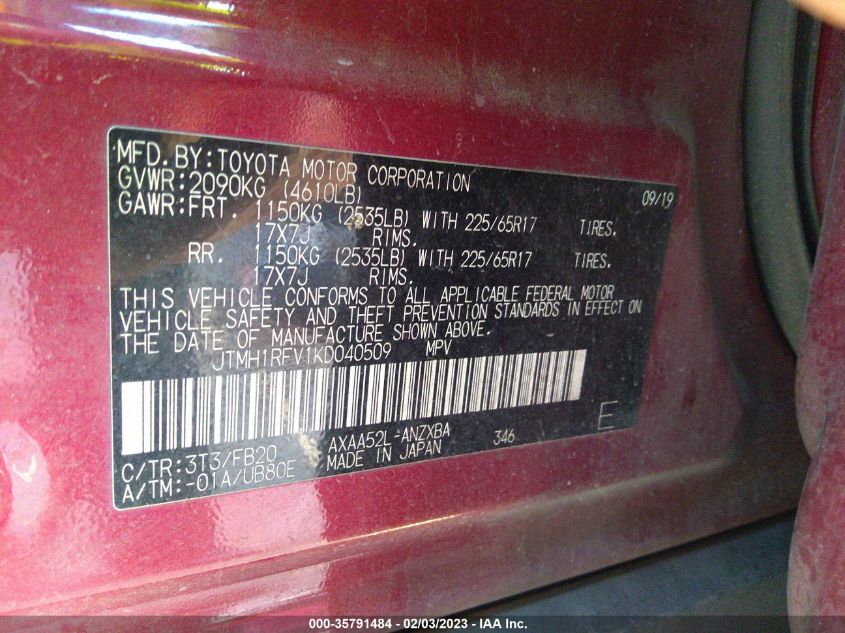 MFD.BY:TOYOTA MOTOR CORPORATION
GVWR:2090KG (4610LB) 09/19
GAWR:FRT. 1150KG (2535LB) WITH 225/65R17 TIRES.
17X7J RIMS.
RR. 1150KG (2535LB) WITH 225/65R17 TIRES.
17X7J RIMS.
THIS VEHICLE CONFORMS TO ALL APPLICABLE FEDERAL MOTOR
VEHICLE SAFETY AND THEFT PREVENTION STANDARDS IN EFFECT ON
THE DATE OF MANUFACTURE SHOWN ABOVE.
JTMH1RFV1KD040509 MPV
E
C/TR:3T3/FB20 AXAA52L-ANZXBA 346
A/TM:-01A/UB80E MADE IN JAPAN
000-35791484 - 02/03/2023 - IAA Inc.